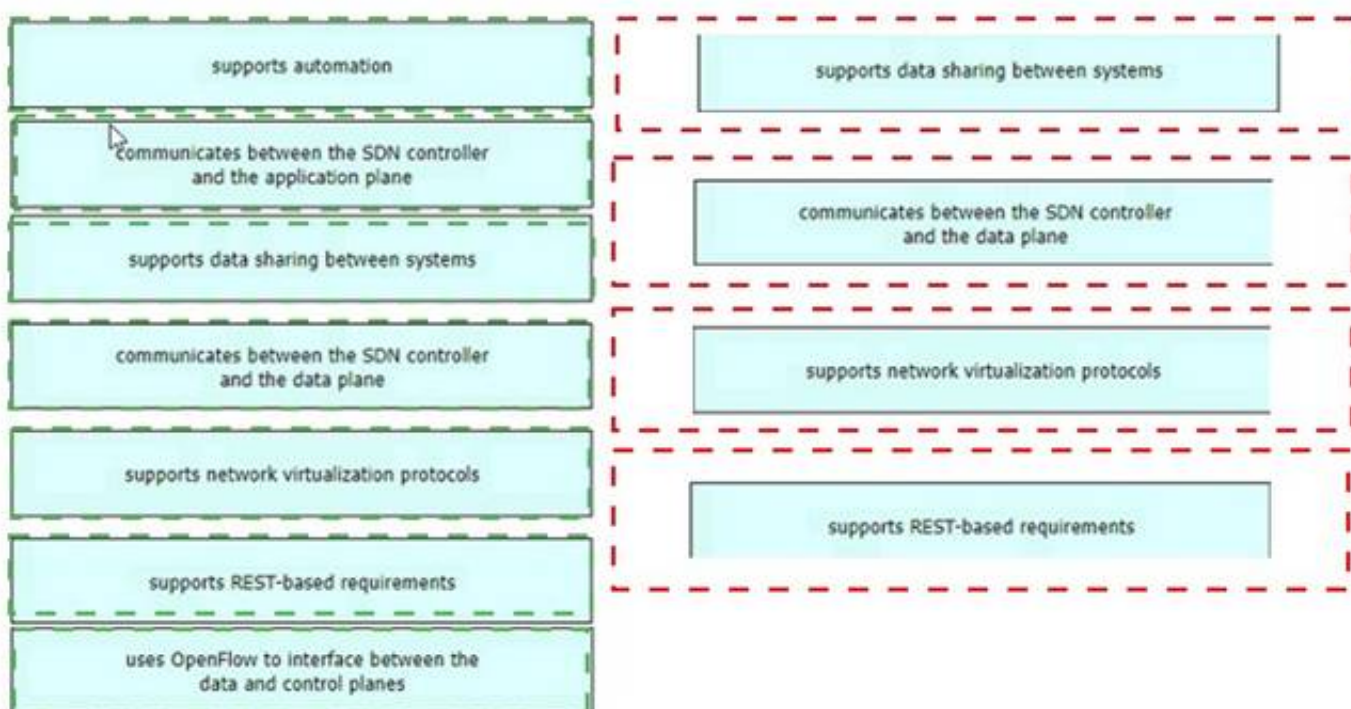 supports automation
communicates between the SDN controller
and the application plane
supports data sharing between systems
communicates between the SDN controller
and the data plane
supports network virtualization protocols
supports REST-based requirements
uses OpenFlow to interface between the
data and control planes
supports data sharing between systems
communicates between the SDN controller
and the data plane
supports network virtualization protocols
supports REST-based requirements